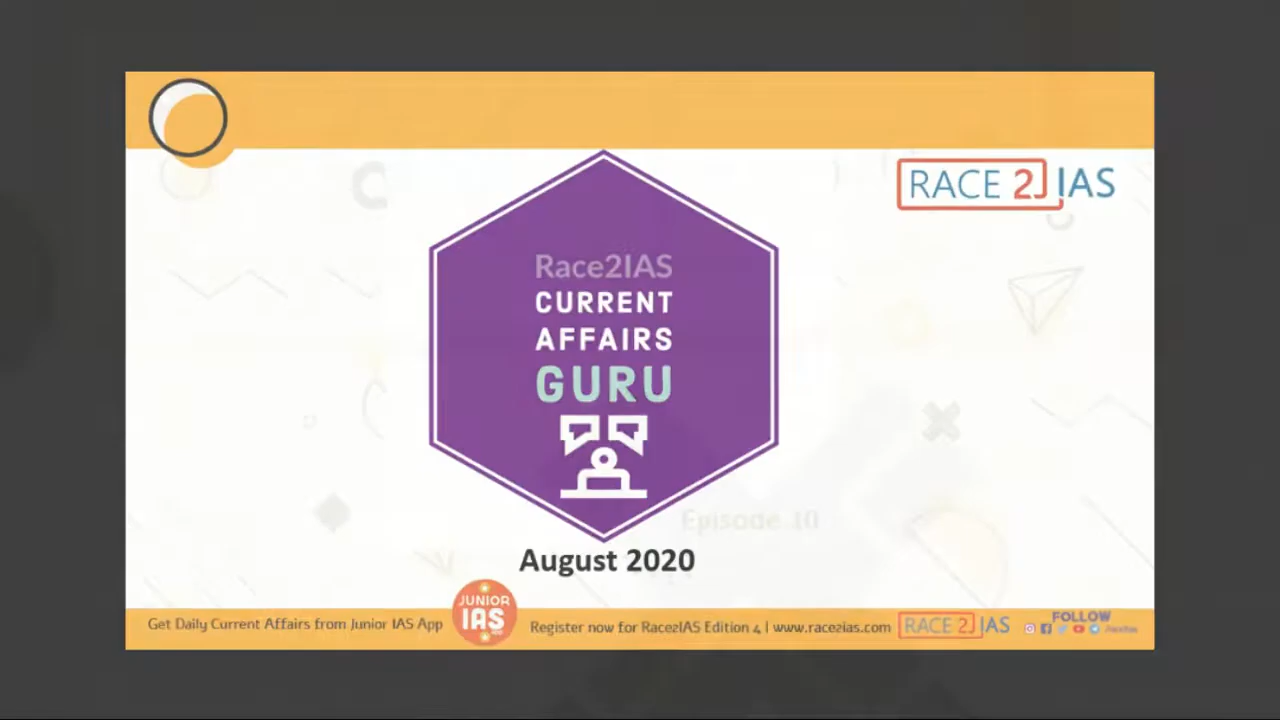 RACE 2 IAS
Race2IAS
CURRENT
AFFAIRS
GURU
Episode 10
August 2020
Get Daily Current Affairs from Junior IAS App
JUNIOR
IAS
Register now for Race2IAS Edition 4 | www.race2ias.com
RACE 2 IAS
FOLLOW